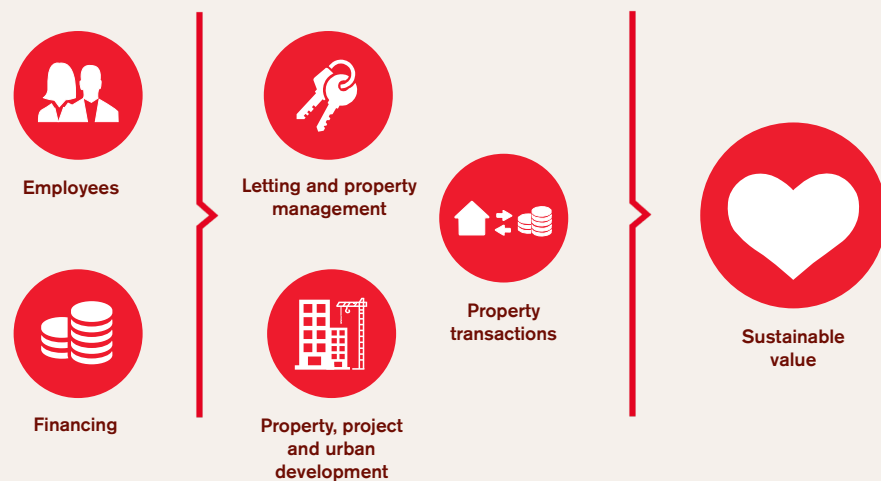 Employees
Financing
Letting and property
management
Property, project
and urban
development
Property
transactions
Sustainable
value